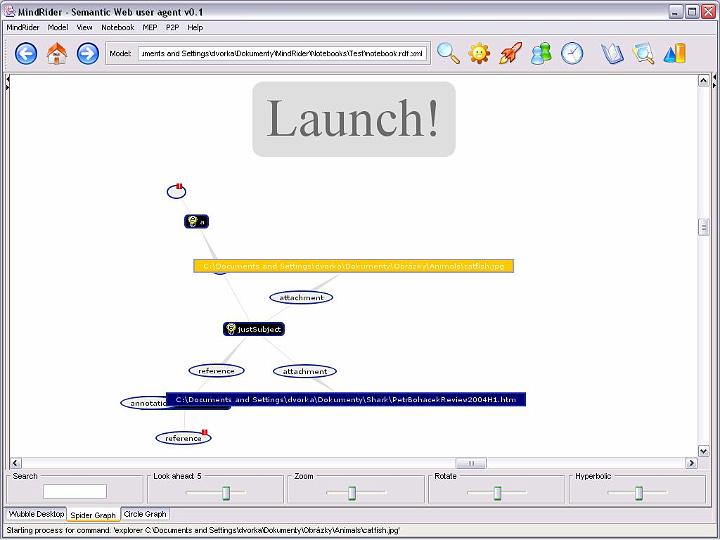 MindRider - Semantic Web user agent v0.1
MindRider Model View Notebook MEP P2P Help
Model: uments and Settings\dvorka\Dokumenty\MindRider\Notebooks\Test\notebook.rdf.xml
Launch!
a
C:\Documents and Settings\dvorka\Dokumenty\Obrázky\Animals\catfish.jpg
attachment
justSubject
reference attachment
annotatio C:\Documents and Settings\dvorka\Dokumenty\Shark\PetrBohacekReview2004H1.htm
reference
Search Look ahead: 5 Zoom Rotate Hyperbolic
Wubble Desktop Spider Graph Circle Graph
Starting process for command: 'explorer C:\Documents and Settings\dvorka\Dokumenty\Obrázky\Animals\catfish.jpg'